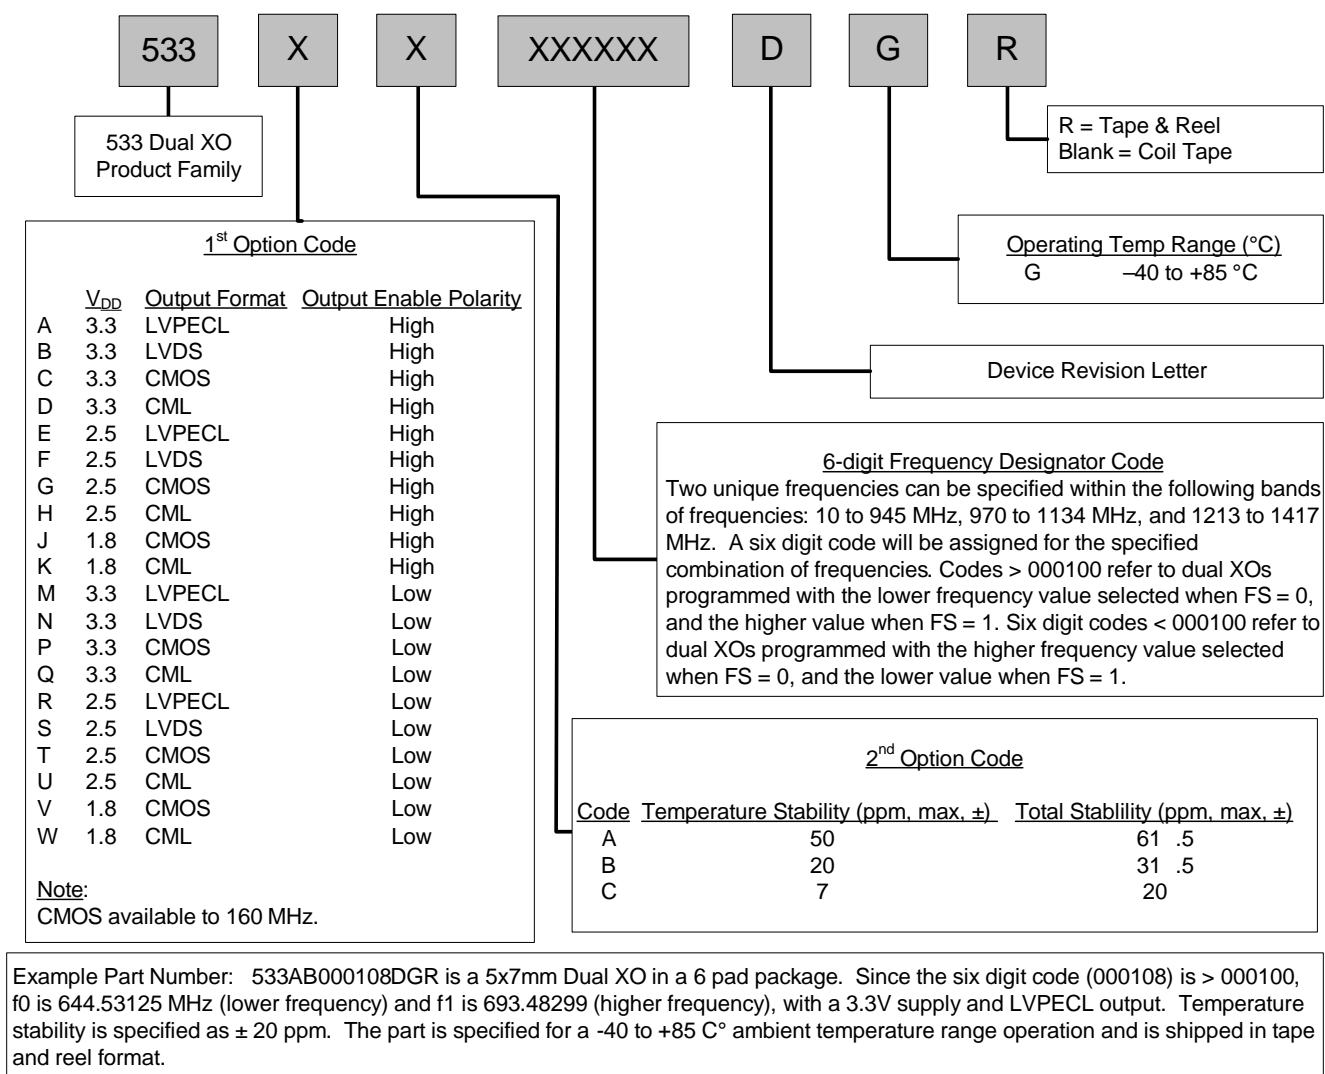 533 X X XXXXXX D G R
533 Dual XO
Product Family
R = Tape & Reel
Blank = Coil Tape
Operating Temp Range (°C)
G –40 to +85 °C
Device Revision Letter
1st Option Code
VDD Output Format Output Enable Polarity
A 3.3 LVPECL High
B 3.3 LVDS High
C 3.3 CMOS High
D 3.3 CML High
E 2.5 LVPECL High
F 2.5 LVDS High
G 2.5 CMOS High
H 2.5 CML High
J 1.8 CMOS High
K 1.8 CML High
M 3.3 LVPECL Low
N 3.3 LVDS Low
P 3.3 CMOS Low
Q 3.3 CML Low
R 2.5 LVPECL Low
S 2.5 LVDS Low
T 2.5 CMOS Low
U 2.5 CML Low
V 1.8 CMOS Low
W 1.8 CML Low
Note:
CMOS available to 160 MHz.
6-digit Frequency Designator Code
Two unique frequencies can be specified within the following bands
of frequencies: 10 to 945 MHz, 970 to 1134 MHz, and 1213 to 1417
MHz. A six digit code will be assigned for the specified
combination of frequencies. Codes > 000100 refer to dual XOs
programmed with the lower frequency value selected when FS = 0,
and the higher value when FS = 1. Six digit codes < 000100 refer to
dual XOs programmed with the higher frequency value selected
when FS = 0, and the lower value when FS = 1.
2nd Option Code
Code Temperature Stability (ppm, max, ±) Total Stablility (ppm, max, ±)
A 50 61 .5
B 20 31 .5
C 7 20
Example Part Number: 533AB000108DGR is a 5x7mm Dual XO in a 6 pad package. Since the six digit code (000108) is > 000100,
f0 is 644.53125 MHz (lower frequency) and f1 is 693.48299 (higher frequency), with a 3.3V supply and LVPECL output. Temperature
stability is specified as ± 20 ppm. The part is specified for a -40 to +85 C° ambient temperature range operation and is shipped in tape
and reel format.